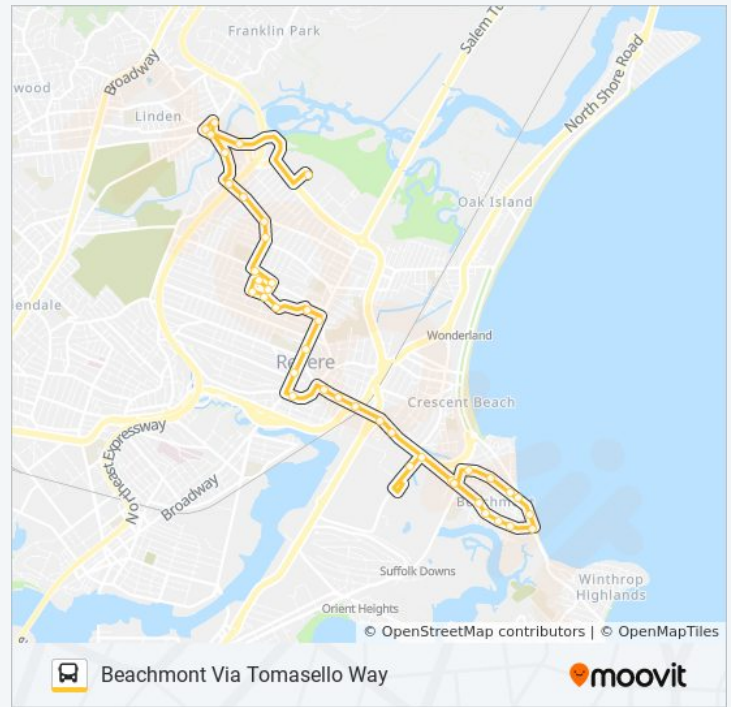 Franklin Park
Salem Tu
Broadway
wood
North Shore Road
Linden
Oak Island
lendale
Wonderland
Revere
Crescent Beach
Northeast Expressway
Broadway
Beachmont
Suffolk Downs
Winthrop
Highlands
Orient Heights
© OpenStreetMap contributors | © OpenMapTiles
Beachmont Via Tomasello Way
moovit